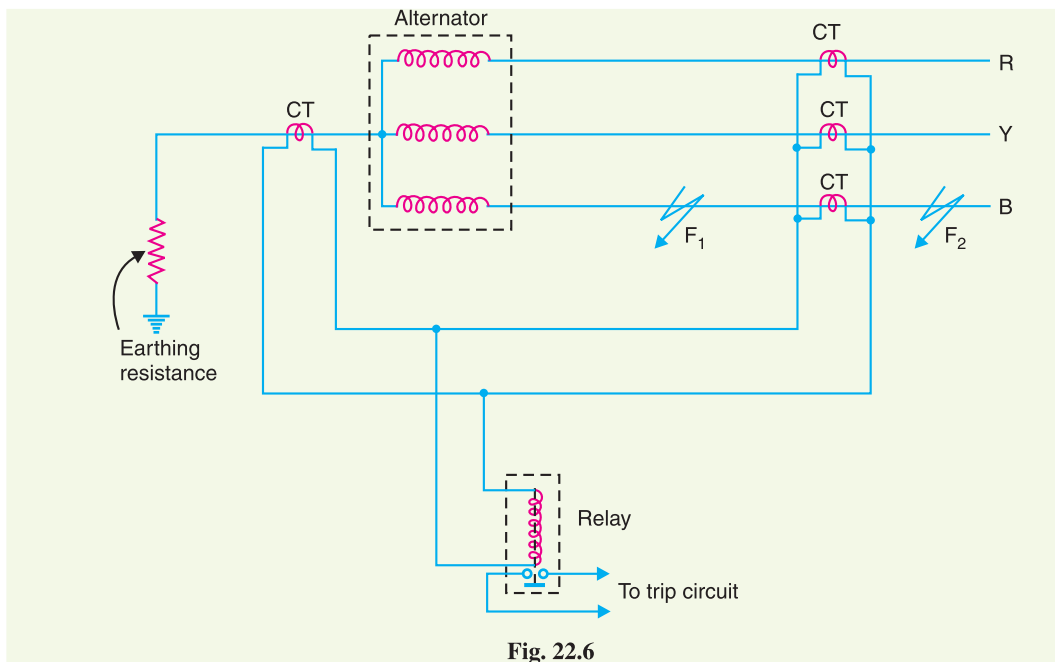 Alternator
CT
R
CT
CT
Y
CT
B
F1
F2
Earthing
resistance
Relay
To trip circuit
Fig. 22.6